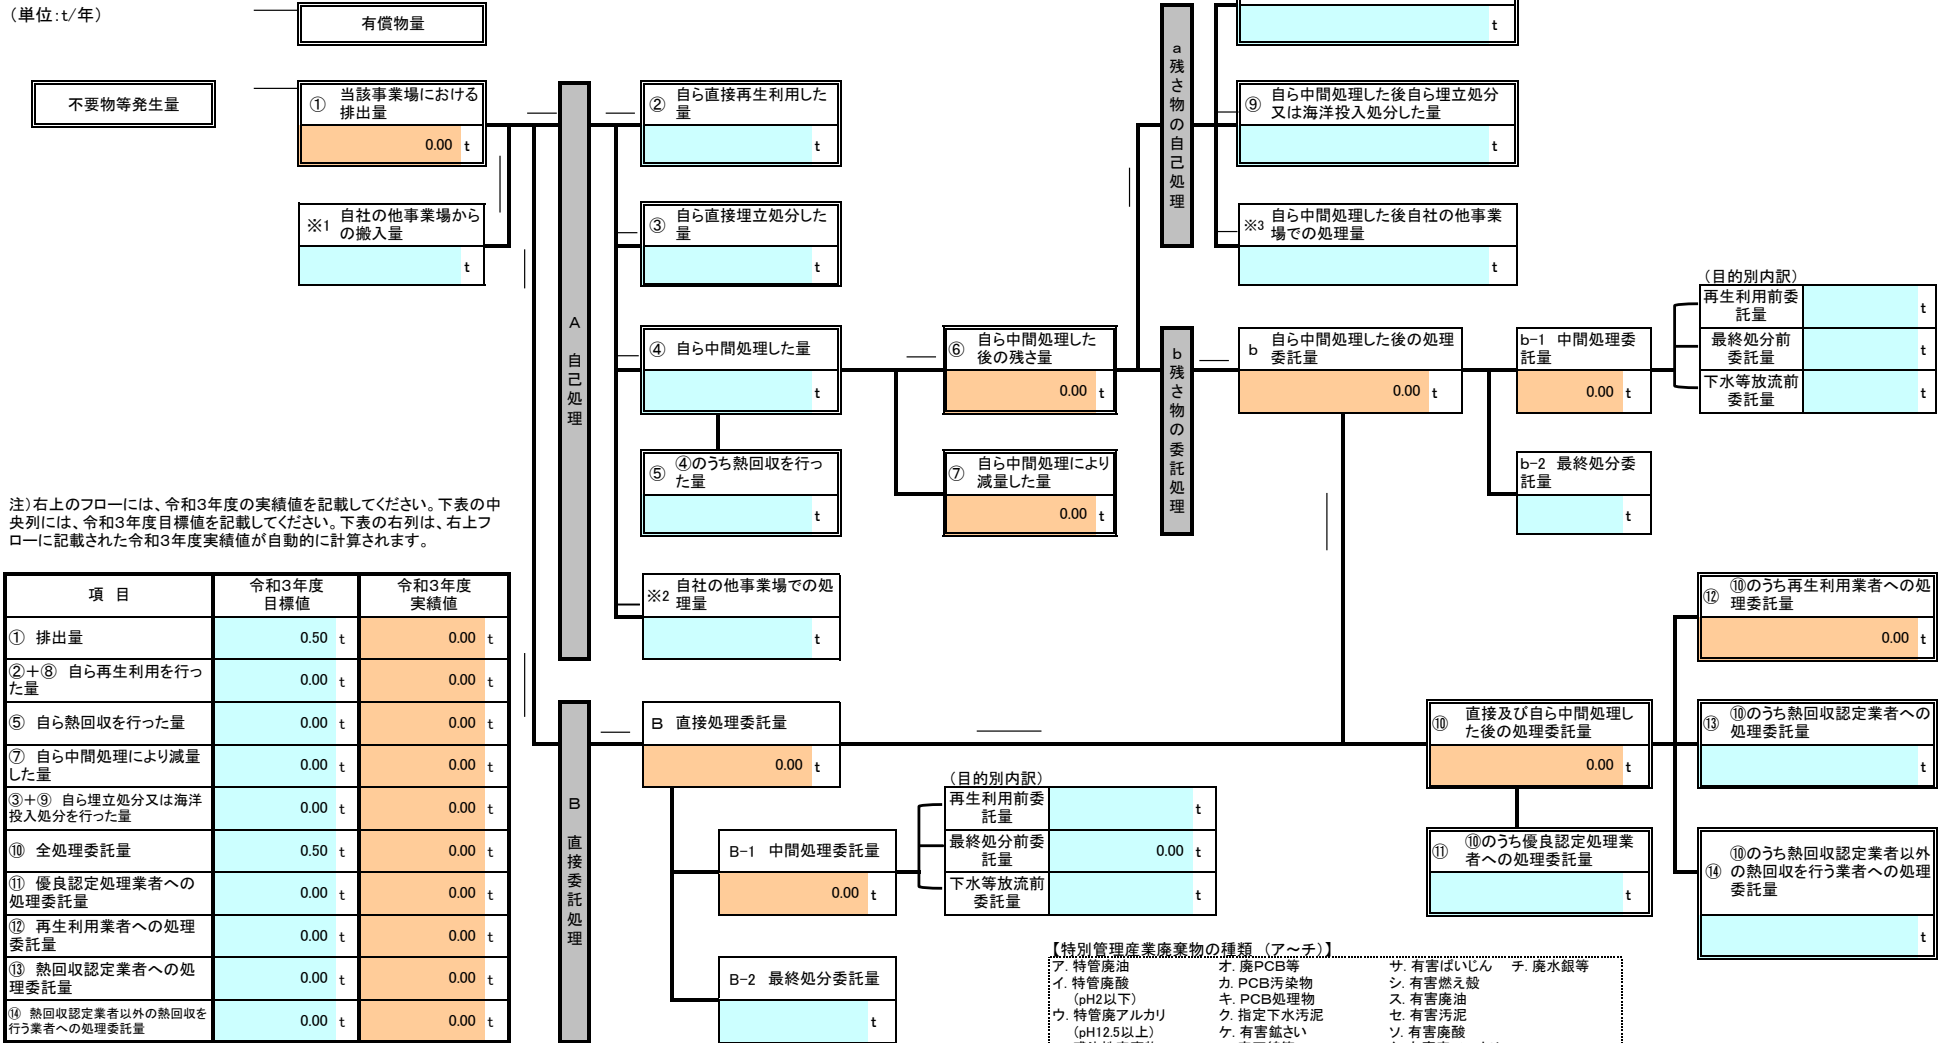 (単位:t/年)
有償物量
t
不要物等発生量
① 当該事業場における
排出量
0.00 t
※1 自社の他事業場から
の搬入量
t
A 自己処理
② 自ら直接再生利用した
量
t
③ 自ら直接埋立処分した
量
t
④ 自ら中間処理した量
t
⑤ ④のうち熱回収を行っ
た量
t
※2 自社の他事業場での処
理量
t
⑥ 自ら中間処理した
後の残さ量
0.00 t
⑦ 自ら中間処理により
減量した量
0.00 t
a 残さ物の自己処理
⑨ 自ら中間処理した後自ら埋立処分
又は海洋投入処分した量
t
※3 自ら中間処理した後自社の他事業
場での処理量
t
b 残さ物の委託処理
b 自ら中間処理した後の処理
委託量
0.00 t
b-1 中間処理委
託量
0.00 t
b-2 最終処分委
託量
t
(目的別内訳)
再生利用前委
託量
t
最終処分前
委託量
t
下水等放流前
委託量
t
注)右上のフローには、令和3年度の実績値を記載してください。下表の中
央列には、令和3年度目標値を記載してください。下表の右列は、右上フ
ローに記載された令和3年度実績値が自動的に計算されます。
項 目 令和3年度
目標値 令和3年度
実績値
① 排出量 0.50 t 0.00 t
②+⑧ 自ら再生利用を行っ
た量 0.00 t 0.00 t
⑤ 自ら熱回収を行った量 0.00 t 0.00 t
⑦ 自ら中間処理により減量
した量 0.00 t 0.00 t
③+⑨ 自ら埋立処分又は海洋
投入処分を行った量 0.00 t 0.00 t
⑩ 全処理委託量 0.50 t 0.00 t
⑪ 優良認定処理業者への
処理委託量 0.00 t 0.00 t
⑫ 再生利用業者への処理
委託量 0.00 t 0.00 t
⑬ 熱回収認定業者への処
理委託量 0.00 t 0.00 t
⑭ 熱回収認定業者以外の熱回収を
行う業者への処理委託量 0.00 t 0.00 t
B 直接委託処理
B 直接処理委託量
0.00 t
B-1 中間処理委託量
0.00 t
B-2 最終処分委託量
t
(目的別内訳)
再生利用前委
託量
t
最終処分前委
託量
0.00 t
下水等放流前
委託量
t
⑩ 直接及び自ら中間処理し
た後の処理委託量
0.00 t
⑪ ⑩のうち優良認定処理業
者への処理委託量
t
⑫ ⑩のうち再生利用業者への処
理委託量
0.00 t
⑬ ⑩のうち熱回収認定業者への
処理委託量
t
⑭ ⑩のうち熱回収認定業者以外
の熱回収を行う業者への処理
委託量
t
【特別管理産業廃棄物の種類 (ア~チ)】
ア. 特管廃油 オ. 廃PCB等 サ. 有害ばいじん チ. 廃水銀等
イ. 特管廃酸 カ. PCB汚染物 シ. 有害燃え殻
(pH2以下) キ. PCB処理物 ス. 有害廃油
ウ. 特管廃アルカリ ク. 指定下水汚泥 セ. 有害汚泥
(pH12.5以上) ケ. 有害鉱さい ソ. 有害廃酸